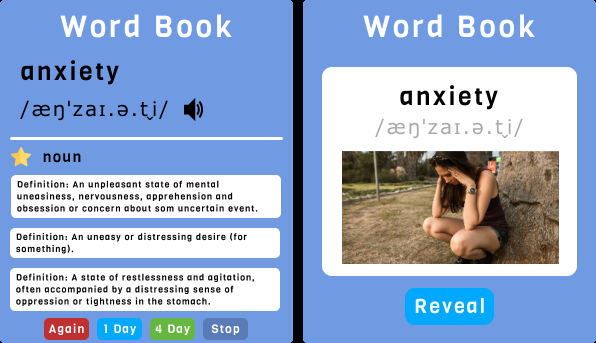 Word Book
anxiety
/æŋˈzaɪ.ə.t̬i/
noun
Definition: An unpleasant state of mental
uneasiness, nervousness, apprehension and
obsession or concern about som uncertain event.
Definition: An uneasy or distressing desire (for
something).
Definition: A state of restlessness and agitation,
often accompanied by a distressing sense of
oppression or tightness in the stomach.
Again
1 Day
4 Day
Stop
Word Book
anxiety
/æŋˈzaɪ.ə.t̬i/
Reveal